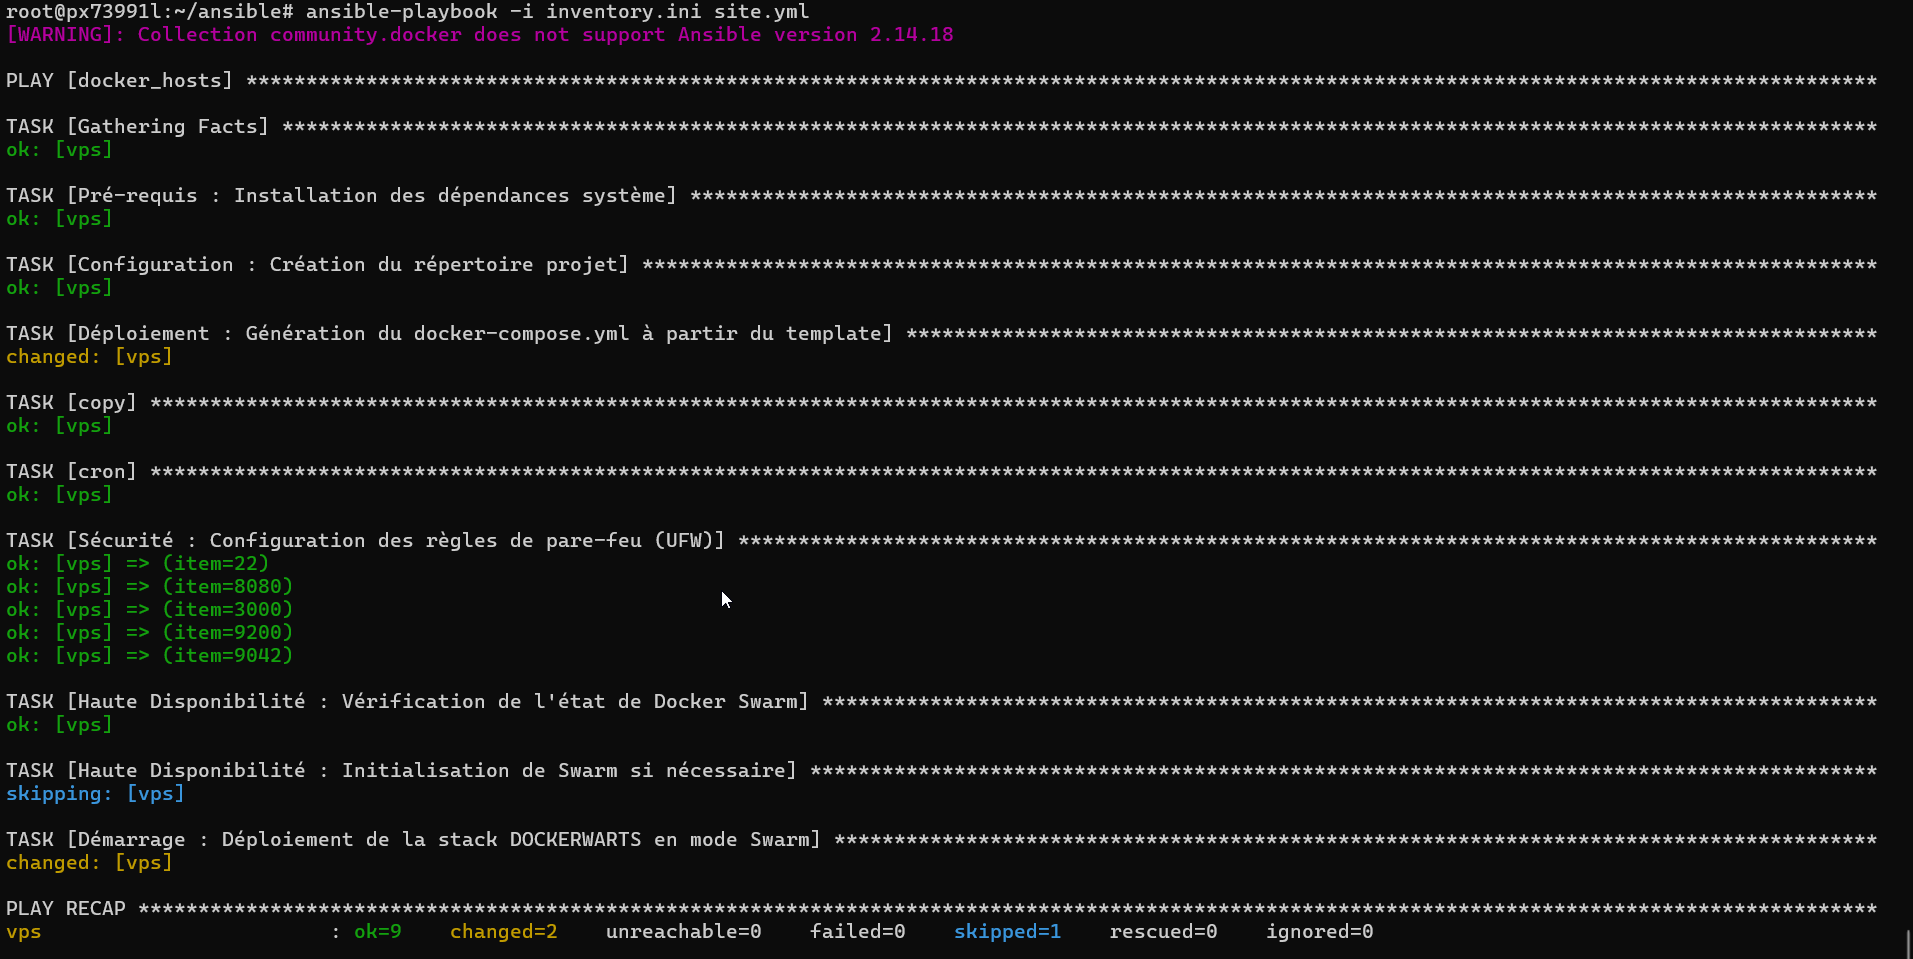 root@px73991l:~/ansible# ansible-playbook -i inventory.ini site.yml
[WARNING]: Collection community.docker does not support Ansible version 2.14.18
PLAY [docker_hosts] ****************************************************************************************************************************************
TASK [Gathering Facts] *************************************************************************************************************************************
ok: [vps]
TASK [Pré-requis : Installation des dépendances système] ***************************************************************************************************
ok: [vps]
TASK [Configuration : Création du répertoire projet] *******************************************************************************************************
ok: [vps]
TASK [Déploiement : Génération du docker-compose.yml à partir du template] *********************************************************************************
changed: [vps]
TASK [copy] ************************************************************************************************************************************************
ok: [vps]
TASK [cron] ************************************************************************************************************************************************
ok: [vps]
TASK [Sécurité : Configuration des règles de pare-feu (UFW)] ***********************************************************************************************
ok: [vps] => (item=22)
ok: [vps] => (item=8080)
ok: [vps] => (item=3000)
ok: [vps] => (item=9200)
ok: [vps] => (item=9042)
TASK [Haute Disponibilité : Vérification de l'état de Docker Swarm] ****************************************************************************************
ok: [vps]
TASK [Haute Disponibilité : Initialisation de Swarm si nécessaire] *****************************************************************************************
skipping: [vps]
TASK [Démarrage : Déploiement de la stack DOCKERWARTS en mode Swarm] ***************************************************************************************
changed: [vps]
PLAY RECAP *************************************************************************************************************************************************
vps                        : ok=9    changed=2    unreachable=0    failed=0    skipped=1    rescued=0    ignored=0